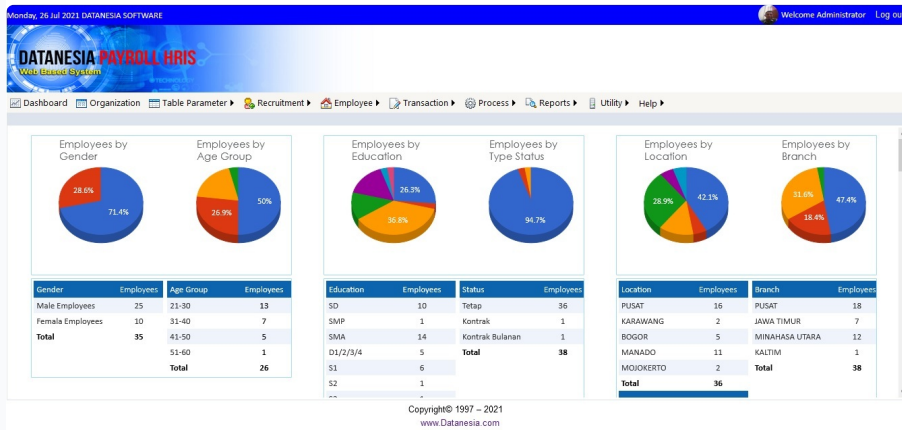 Monday, 26 Jul 2021 DATANESIA SOFTWARE
Welcome Administrator Log ou
DATANESIA PAYROLL HRIS
Web Based System
Dashboard Organization Table Parameter Recruitment Employee Transaction Process Reports Utility Help
Employees by Gender
28.6%
71.4%
Employees by Age Group
50%
26.9%
Employees by Education
26.3%
36.8%
Employees by Type Status
94.7%
Employees by Location
42.1%
28.9%
Employees by Branch
31.6%
47.4%
18.4%
Gender Employees
Male Employees 25
Femala Employees 10
Total 35
Age Group Employees
21-30 13
31-40 7
41-50 5
51-60 1
Total 26
Education Employees
SD 10
SMP 1
SMA 14
D1/2/3/4 5
S1 6
S2 1
Status Employees
Tetap 36
Kontrak 1
Kontrak Bulanan 1
Total 38
Location Employees
PUSAT 16
KARAWANG 2
BOGOR 5
MANADO 11
MOJOKERTO 2
Total 36
Branch Employees
PUSAT 18
JAWA TIMUR 7
MINAHASA UTARA 12
KALTIM 1
Total 38
Copyright© 1997 – 2021
www.Datanesia.com